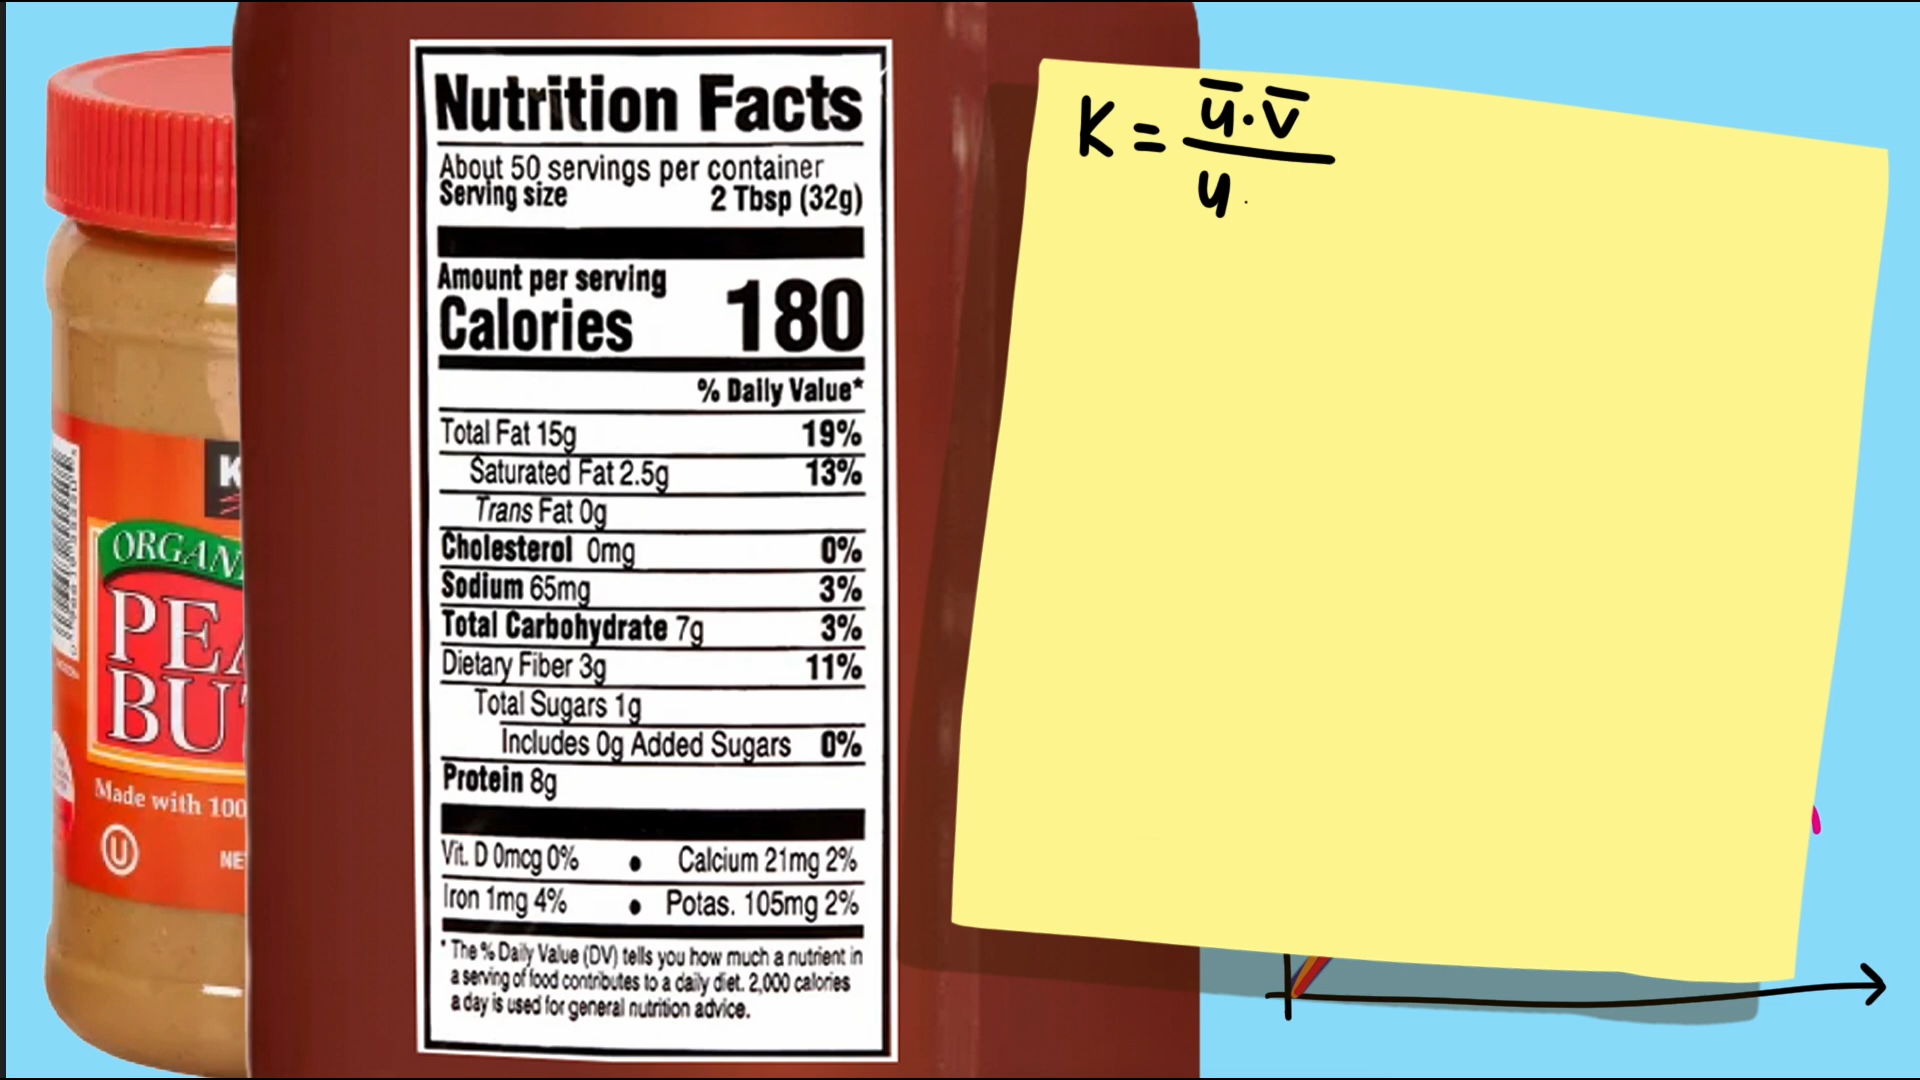 Nutrition Facts
About 50 servings per container
Serving size 2 Tbsp (32g)
Amount per serving
Calories 180
% Daily Value*
Total Fat 15g 19%
Saturated Fat 2.5g 13%
Trans Fat 0g
Cholesterol 0mg 0%
Sodium 65mg 3%
Total Carbohydrate 7g 3%
Dietary Fiber 3g 11%
Total Sugars 1g
Includes 0g Added Sugars 0%
Protein 8g
Vit. D 0mcg 0% • Calcium 21mg 2%
Iron 1mg 4% • Potas. 105mg 2%
* The % Daily Value (DV) tells you how much a nutrient in
a serving of food contributes to a daily diet. 2,000 calories
a day is used for general nutrition advice.
K = u̅·v̅
u
K
ORGANI
PEA
BUT
Made with 100
U
NE